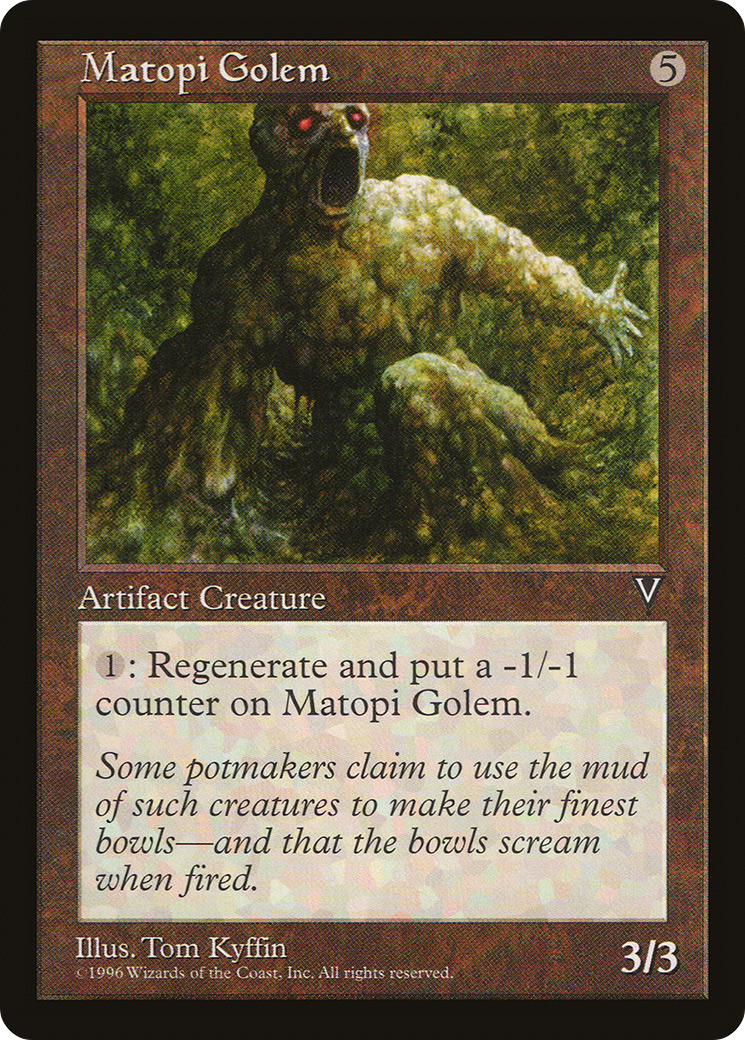 Matopi Golem 5
Artifact Creature V
1: Regenerate and put a -1/-1
counter on Matopi Golem.
Some potmakers claim to use the mud
of such creatures to make their finest
bowls—and that the bowls scream
when fired.
Illus. Tom Kyffin
©1996 Wizards of the Coast, Inc. All rights reserved.
3/3